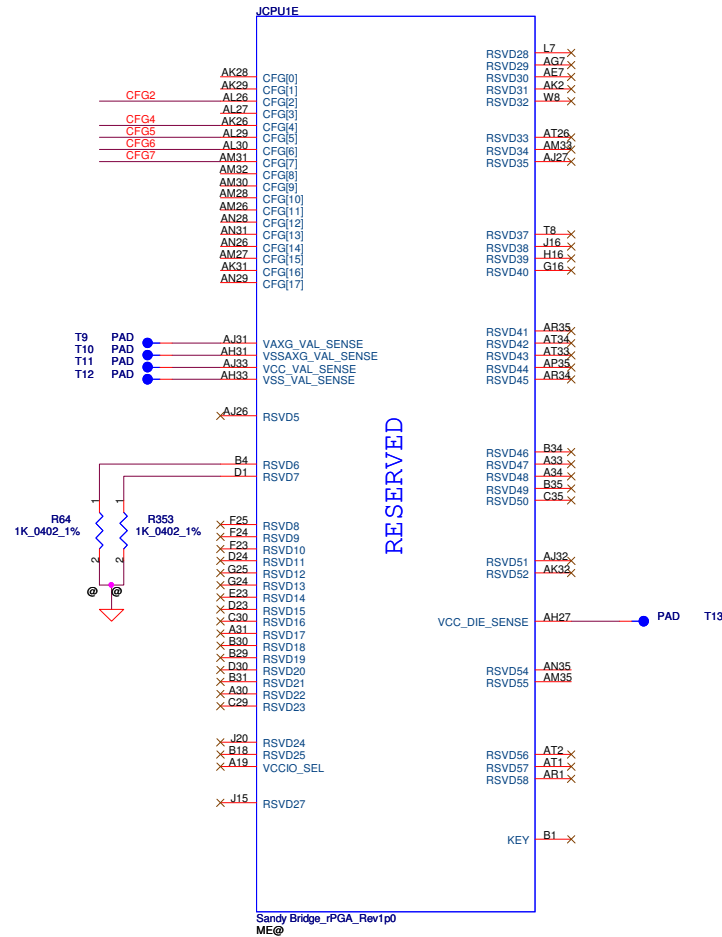 JCPU1E
AK28 CFG[0]
AK29 CFG[1]
CFG2 AL26 CFG[2]
AL27 CFG[3]
CFG4 AK26 CFG[4]
CFG5 AL29 CFG[5]
CFG6 AL30 CFG[6]
CFG7 AM31 CFG[7]
AM32 CFG[8]
AM30 CFG[9]
AM28 CFG[10]
AM26 CFG[11]
AN28 CFG[12]
AN31 CFG[13]
AN26 CFG[14]
AM27 CFG[15]
AK31 CFG[16]
AN29 CFG[17]
T9 PAD AJ31 VAXG_VAL_SENSE
T10 PAD AH31 VSSAXG_VAL_SENSE
T11 PAD AJ33 VCC_VAL_SENSE
T12 PAD AH33 VSS_VAL_SENSE
AJ26 RSVD5
B4 RSVD6
D1 RSVD7
1 1
R64 R353
1K_0402_1% 1K_0402_1%
2 2
@ @
F25 RSVD8
F24 RSVD9
F23 RSVD10
D24 RSVD11
G25 RSVD12
G24 RSVD13
E23 RSVD14
D23 RSVD15
C30 RSVD16
A31 RSVD17
B30 RSVD18
B29 RSVD19
D30 RSVD20
B31 RSVD21
A30 RSVD22
C29 RSVD23
J20 RSVD24
B18 RSVD25
A19 VCCIO_SEL
J15 RSVD27
RESERVED
RSVD28 L7
RSVD29 AG7
RSVD30 AE7
RSVD31 AK2
RSVD32 W8
RSVD33 AT26
RSVD34 AM33
RSVD35 AJ27
RSVD37 T8
RSVD38 J16
RSVD39 H16
RSVD40 G16
RSVD41 AR35
RSVD42 AT34
RSVD43 AT33
RSVD44 AP35
RSVD45 AR34
RSVD46 B34
RSVD47 A33
RSVD48 A34
RSVD49 B35
RSVD50 C35
RSVD51 AJ32
RSVD52 AK32
VCC_DIE_SENSE AH27 PAD T13
RSVD54 AN35
RSVD55 AM35
RSVD56 AT2
RSVD57 AT1
RSVD58 AR1
KEY B1
Sandy Bridge_rPGA_Rev1p0
ME@